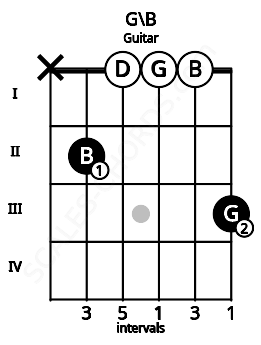 G\B
Guitar
D G B
I
II
B
1
III
G
2
IV
3 5 1 3 1
intervals